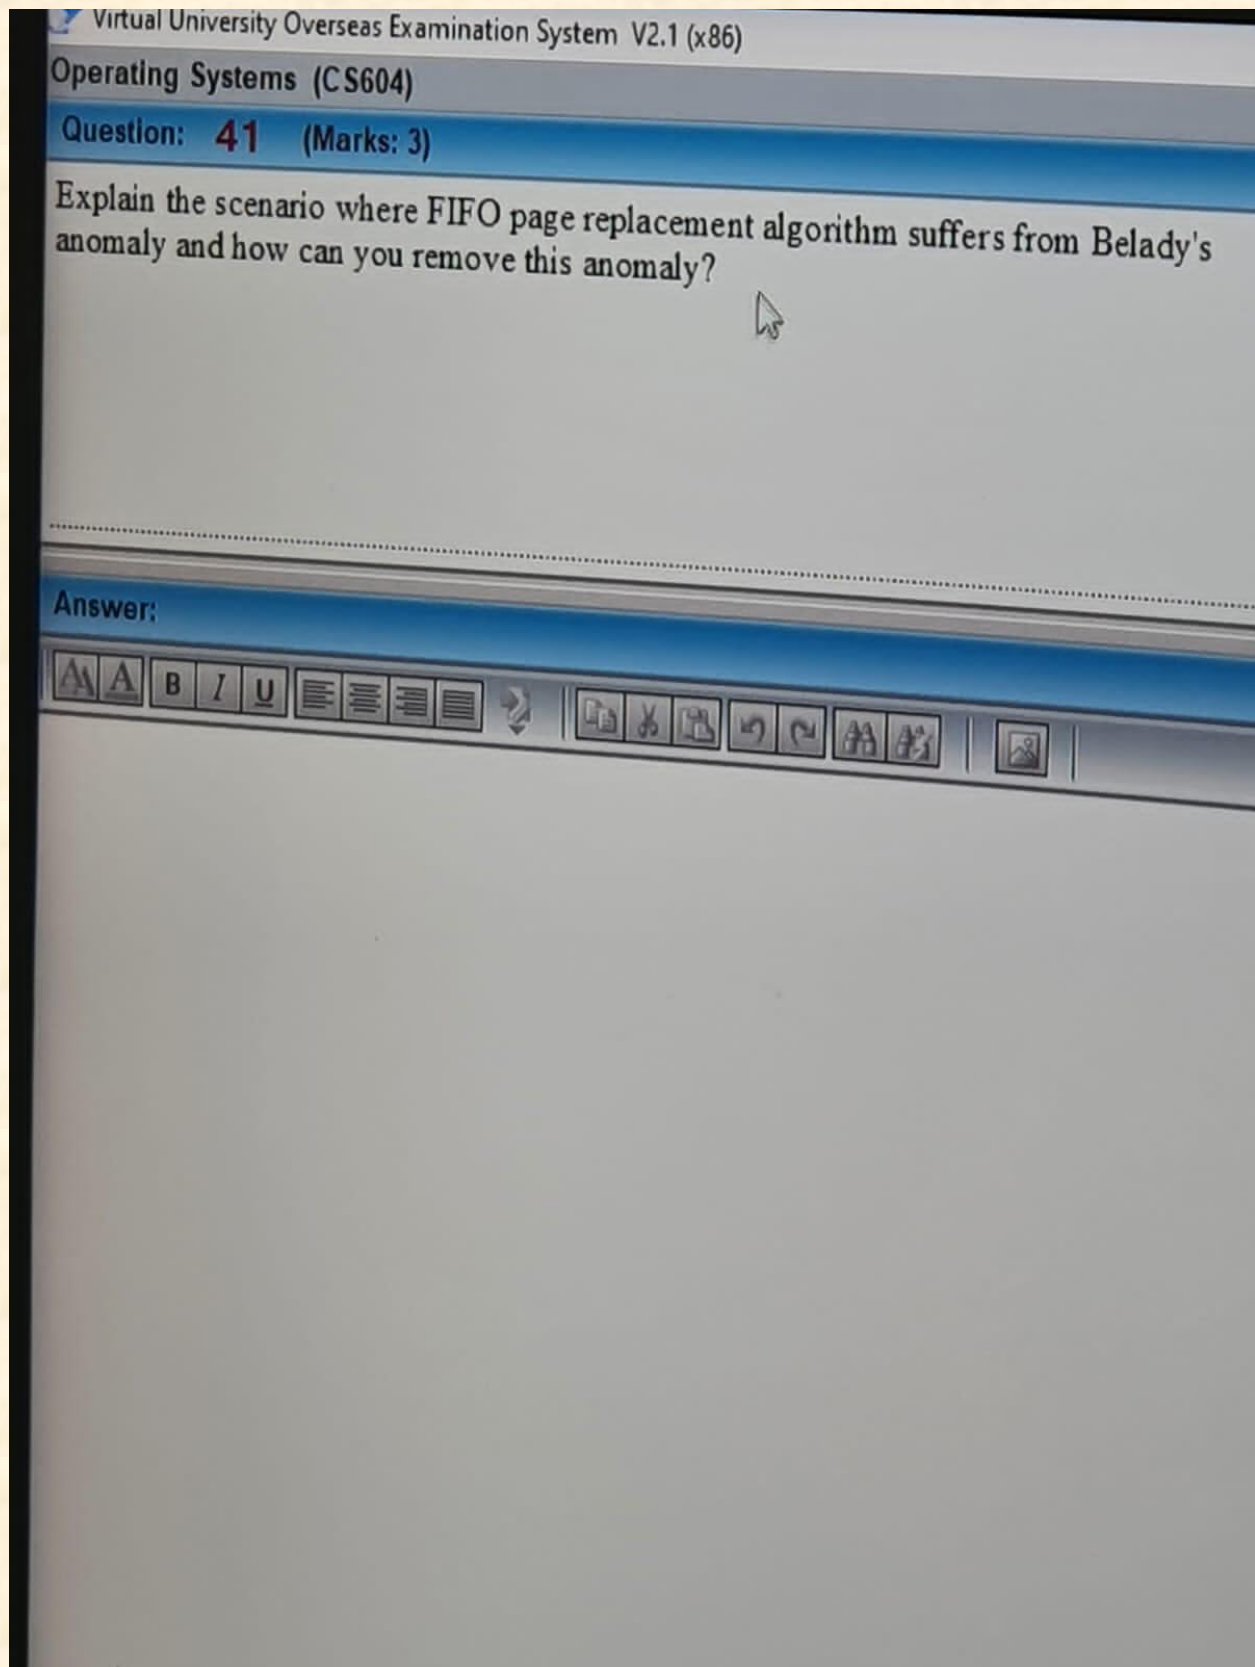 Virtual University Overseas Examination System V2.1 (x86)
Operating Systems (CS604)
Question: 41 (Marks: 3)
Explain the scenario where FIFO page replacement algorithm suffers from Belady's
anomaly and how can you remove this anomaly?
Answer:
A A B I U